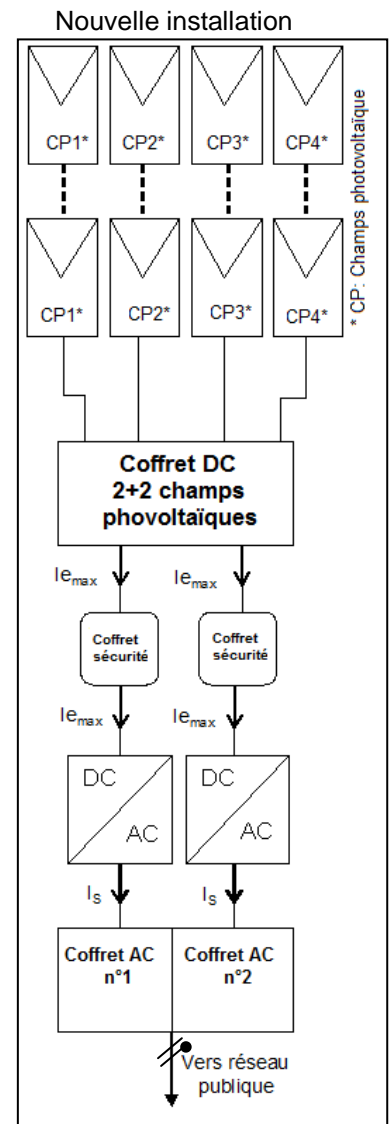 Nouvelle installation
CP1* CP2* CP3* CP4*
CP1* CP2* CP3* CP4*
* CP: Champs photovoltaïque
Coffret DC
2+2 champs
phovoltaïques
Ie max Ie max
Coffret
sécurité
Coffret
sécurité
Ie max Ie max
DC
AC
DC
AC
IS IS
Coffret AC
n°1
Coffret AC
n°2
Vers réseau
publique